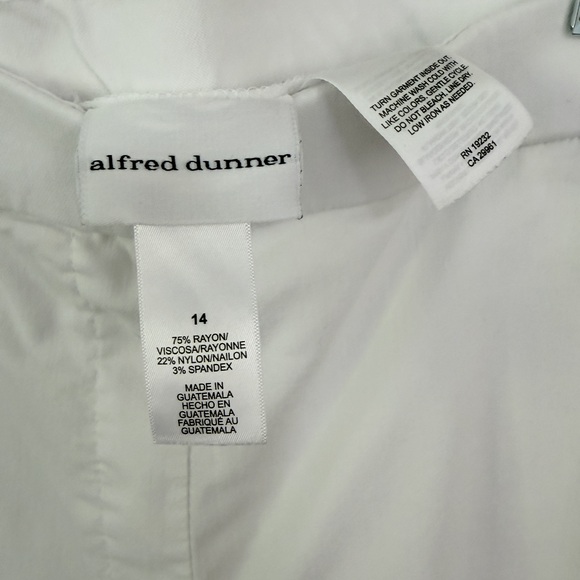 alfred dunner
14
75% RAYON/
VISCOSA/RAYONNE
22% NYLON/NAILON
3% SPANDEX
MADE IN
GUATEMALA
HECHO EN
GUATEMALA
FABRIQUÉ AU
GUATEMALA
TURN GARMENT INSIDE OUT.
MACHINE WASH COLD WITH
LIKE COLORS, GENTLE CYCLE.
DO NOT BLEACH, LINE DRY.
LOW IRON AS NEEDED.
RN 19232
CA 29961